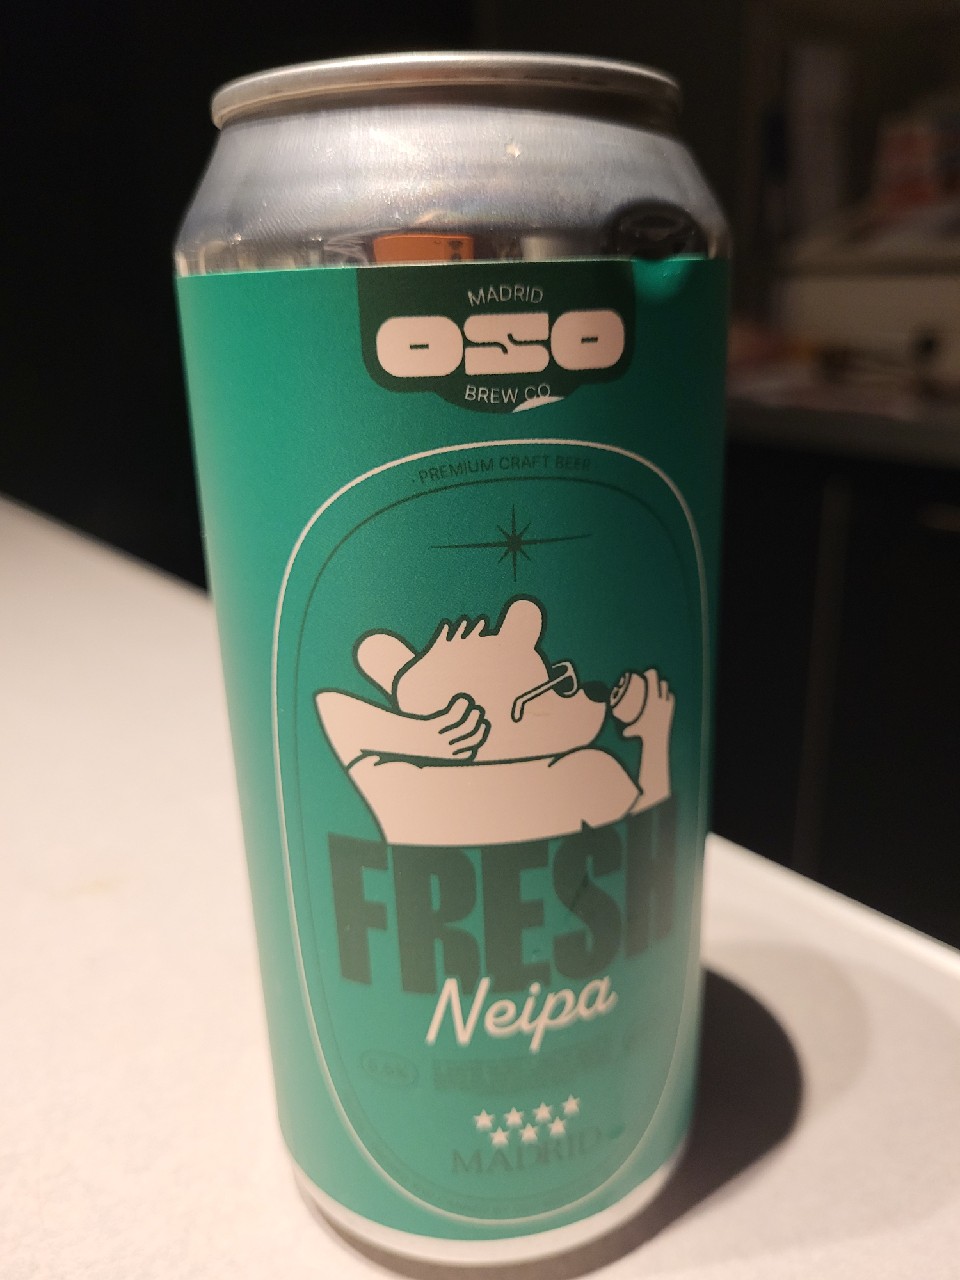 MADRID
OSO
BREW CO
· PREMIUM CRAFT BEER ·
FRESH
Neipa
MADRID